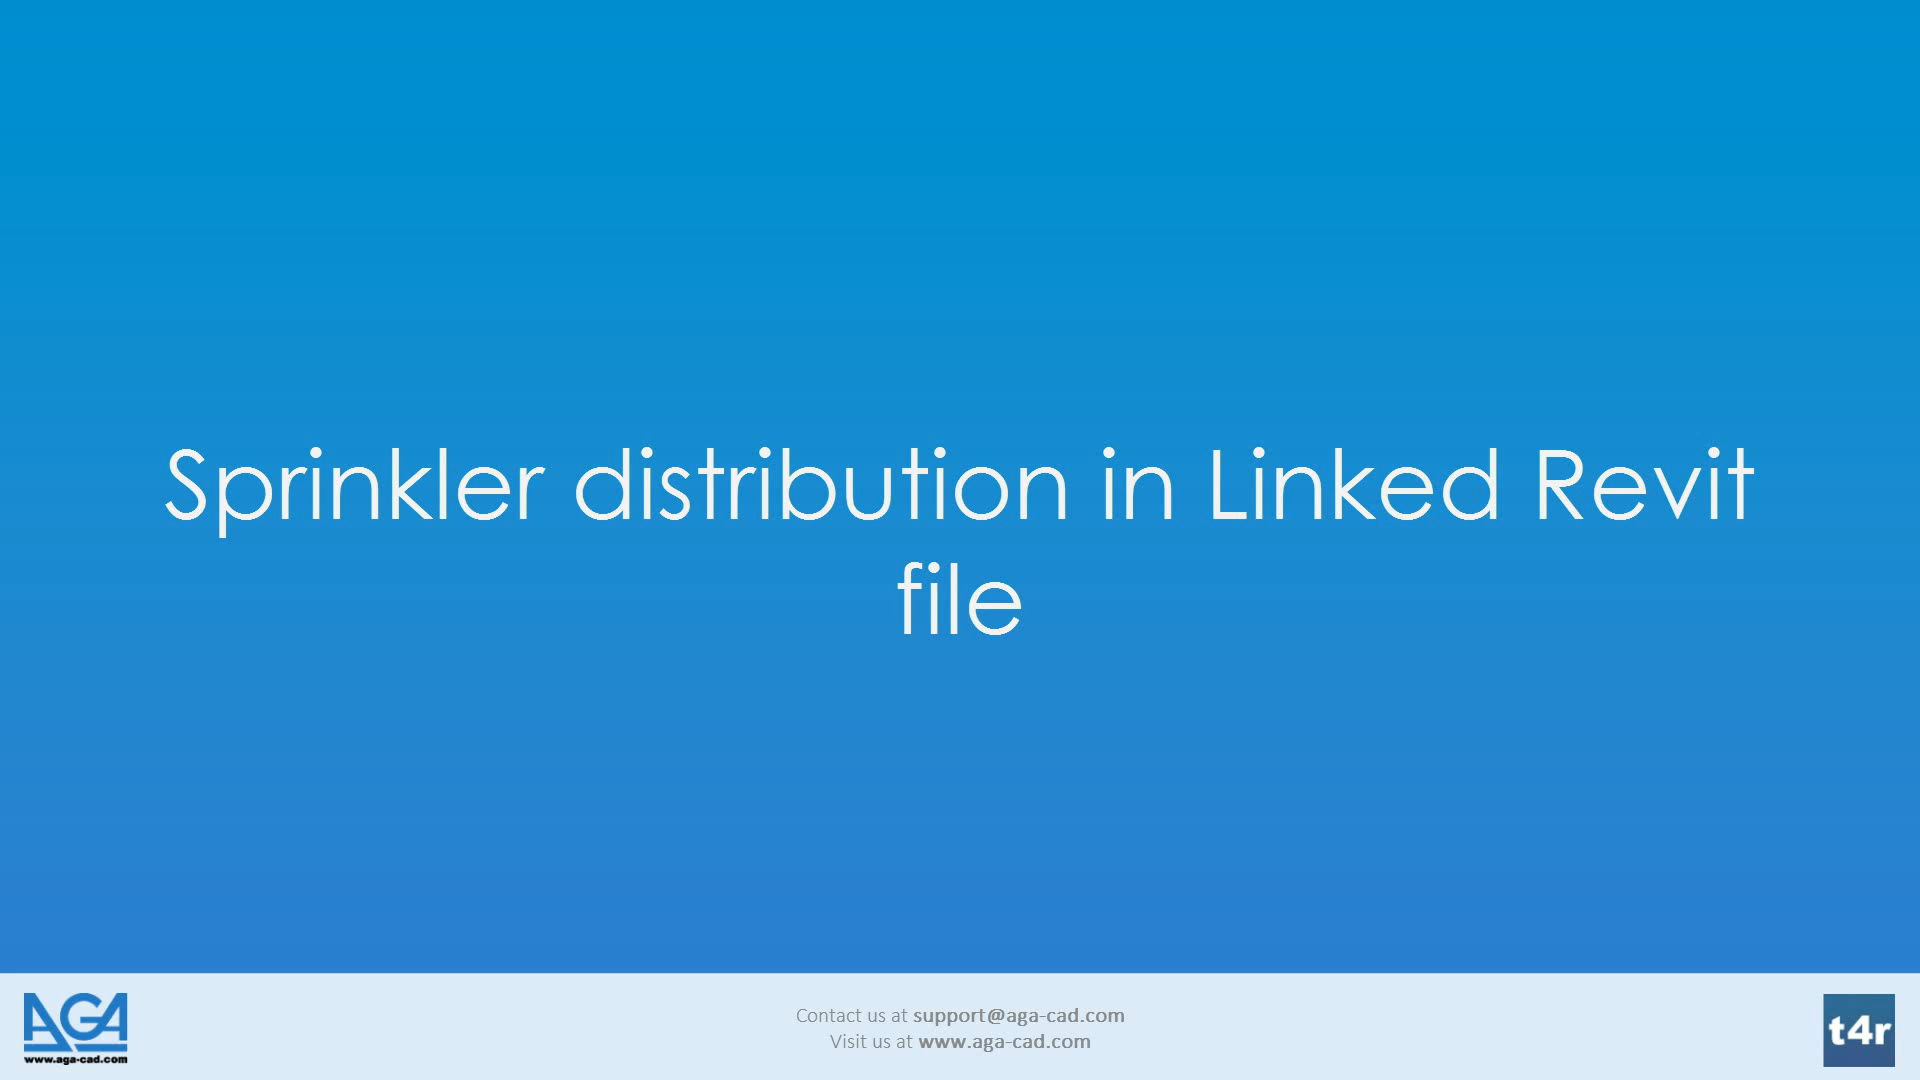 Sprinkler distribution in Linked Revit
file
AGA
www.aga-cad.com
Contact us at support@aga-cad.com
Visit us at www.aga-cad.com
t4r